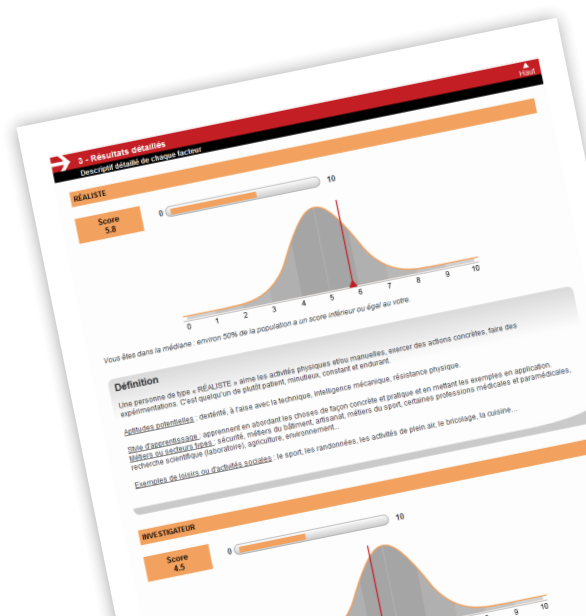 Haut
3 - Résultats détaillés
Descriptif détaillé de chaque facteur
RÉALISTE
Score
5.8
0 10
0 1 2 3 4 5 6 7 8 9 10
Vous êtes dans la médiane : environ 50% de la population a un score inférieur ou égal au votre.
Définition
Une personne de type « RÉALISTE » aime les activités physiques et/ou manuelles, exercer des actions concrètes, faire des
expérimentations. C'est quelqu'un de plutôt patient, minutieux, constant et endurant.
Aptitudes potentielles : dextérité, à l'aise avec la technique, intelligence mécanique, résistance physique.
Style d'apprentissage : apprennent en abordant les choses de façon concrète et pratique et en mettant les exemples en application.
Métiers ou secteurs types : sécurité, métiers du bâtiment, artisanat, métiers du sport, certaines professions médicales et paramédicales,
recherche scientifique (laboratoire), agriculture, environnement...
Exemples de loisirs ou d'activités sociales : le sport, les randonnées, les activités de plein air, le bricolage, la cuisine ...
INVESTIGATEUR
Score
4.5
0 10
9 10